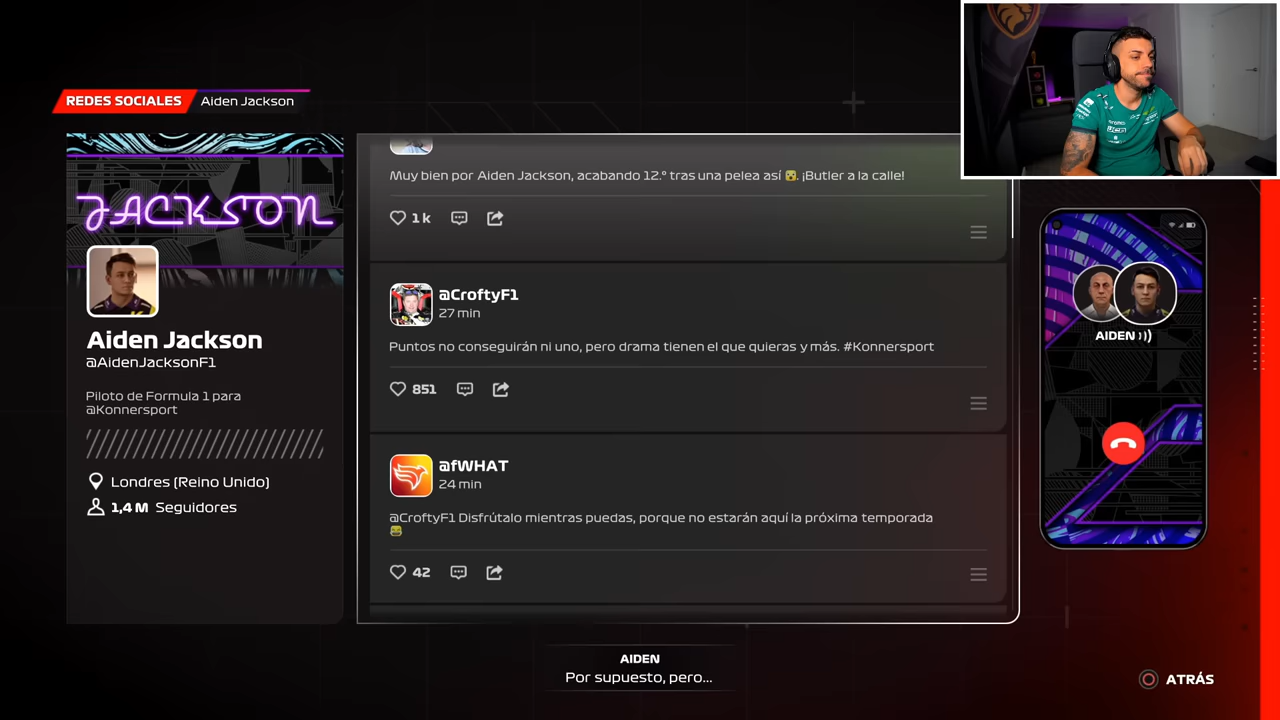 REDES SOCIALES Aiden Jackson
JACKSON
Aiden Jackson
@AidenJacksonF1
Piloto de Formula 1 para
@Konnersport
Londres (Reino Unido)
1,4 M Seguidores
Muy bien por Aiden Jackson, acabando 12.º tras una pelea así 😮. ¡Butler a la calle!
1 k
@CroftyF1
27 min
Puntos no conseguirán ni uno, pero drama tienen el que quieras y más. #Konnersport
851
@fWHAT
24 min
@CroftyF1 Disfrútalo mientras puedas, porque no estarán aquí la próxima temporada
😆
42
AIDEN
AIDEN
Por supuesto, pero...
ATRÁS